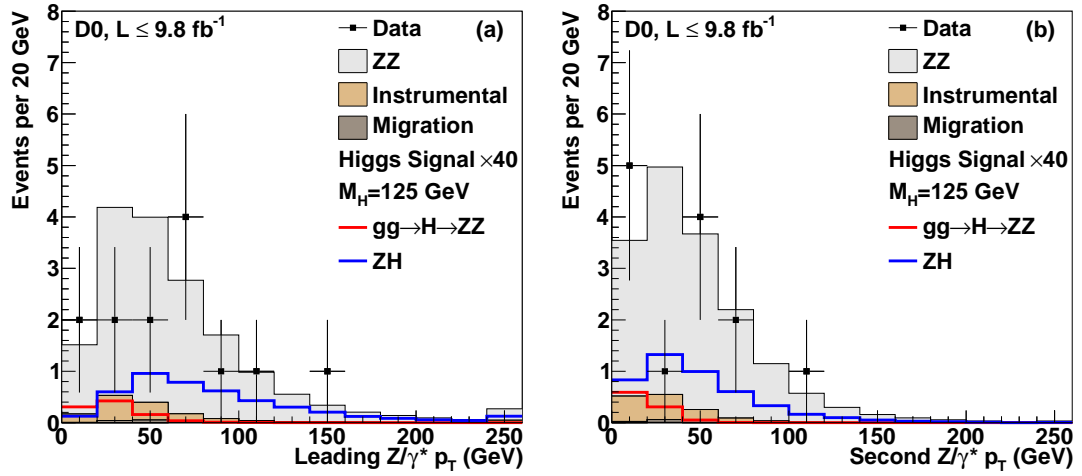 D0, L ≤ 9.8 fb⁻¹
(a)
Data
ZZ
Instrumental
Migration
Higgs Signal ×40
M_H=125 GeV
gg→H→ZZ
ZH
Events per 20 GeV
8
7
6
5
4
3
2
1
0
0 50 100 150 200 250
Leading Z/γ* p_T (GeV)
D0, L ≤ 9.8 fb⁻¹
(b)
Data
ZZ
Instrumental
Migration
Higgs Signal ×40
M_H=125 GeV
gg→H→ZZ
ZH
Events per 20 GeV
8
7
6
5
4
3
2
1
0
0 50 100 150 200 250
Second Z/γ* p_T (GeV)